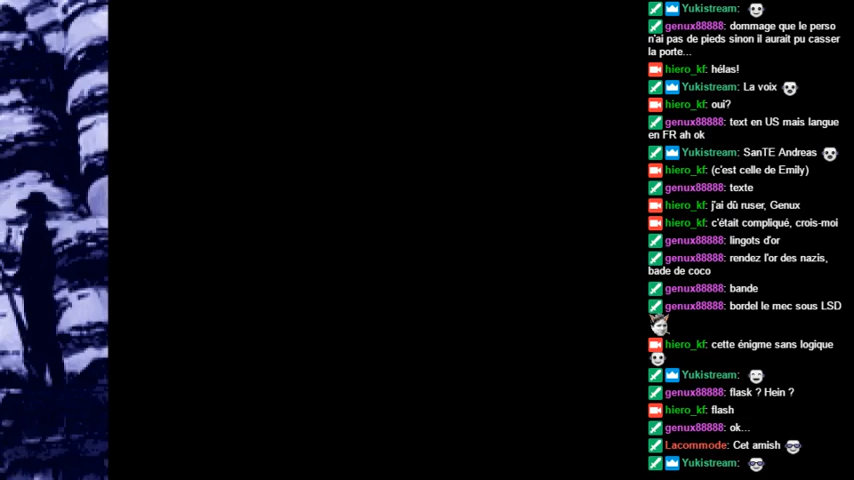 Yukistream:
genux88888: dommage que le perso
n'ai pas de pieds sinon il aurait pu casser
la porte...
hiero_kf: hélas!
Yukistream: La voix
hiero_kf: oui?
genux88888: text en US mais langue
en FR ah ok
Yukistream: SanTE Andreas
hiero_kf: (c'est celle de Emily)
genux88888: texte
hiero_kf: j'ai dû ruser, Genux
hiero_kf: c'était compliqué, crois-moi
genux88888: lingots d'or
genux88888: rendez l'or des nazis,
bade de coco
genux88888: bande
genux88888: bordel le mec sous LSD
hiero_kf: cette énigme sans logique
Yukistream:
genux88888: flask ? Hein ?
hiero_kf: flash
genux88888: ok...
Lacommode: Cet amish
Yukistream: